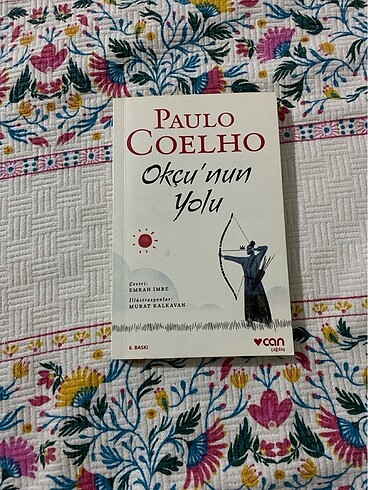 PAULO
COELHO
Okçu'nun
Yolu
Çeviri:
EMRAH İMRE
İllüstrasyonlar:
MURAT KALKAVAN
6. BASKI
can
çağdaş